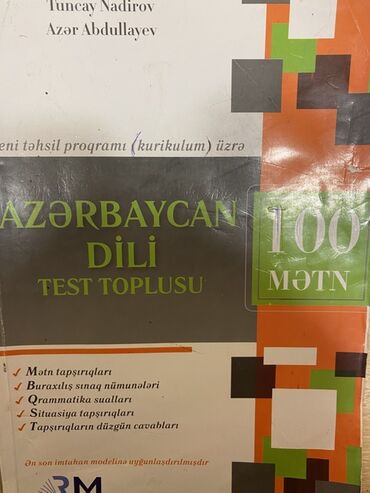 Tuncay Nadirov
Azər Abdullayev
eni təhsil proqramı (kurikulum) üzrə
AZƏRBAYCAN
DİLİ
TEST TOPLUSU
100
MƏTN
Mətn tapşırıqları
Buraxılış sınaq nümunələri
Qrammatika sualları
Situasiya tapşırıqları
Tapşırıqların düzgün cavabları
Ən son imtahan modelinə uyğunlaşdırılmışdır
RM